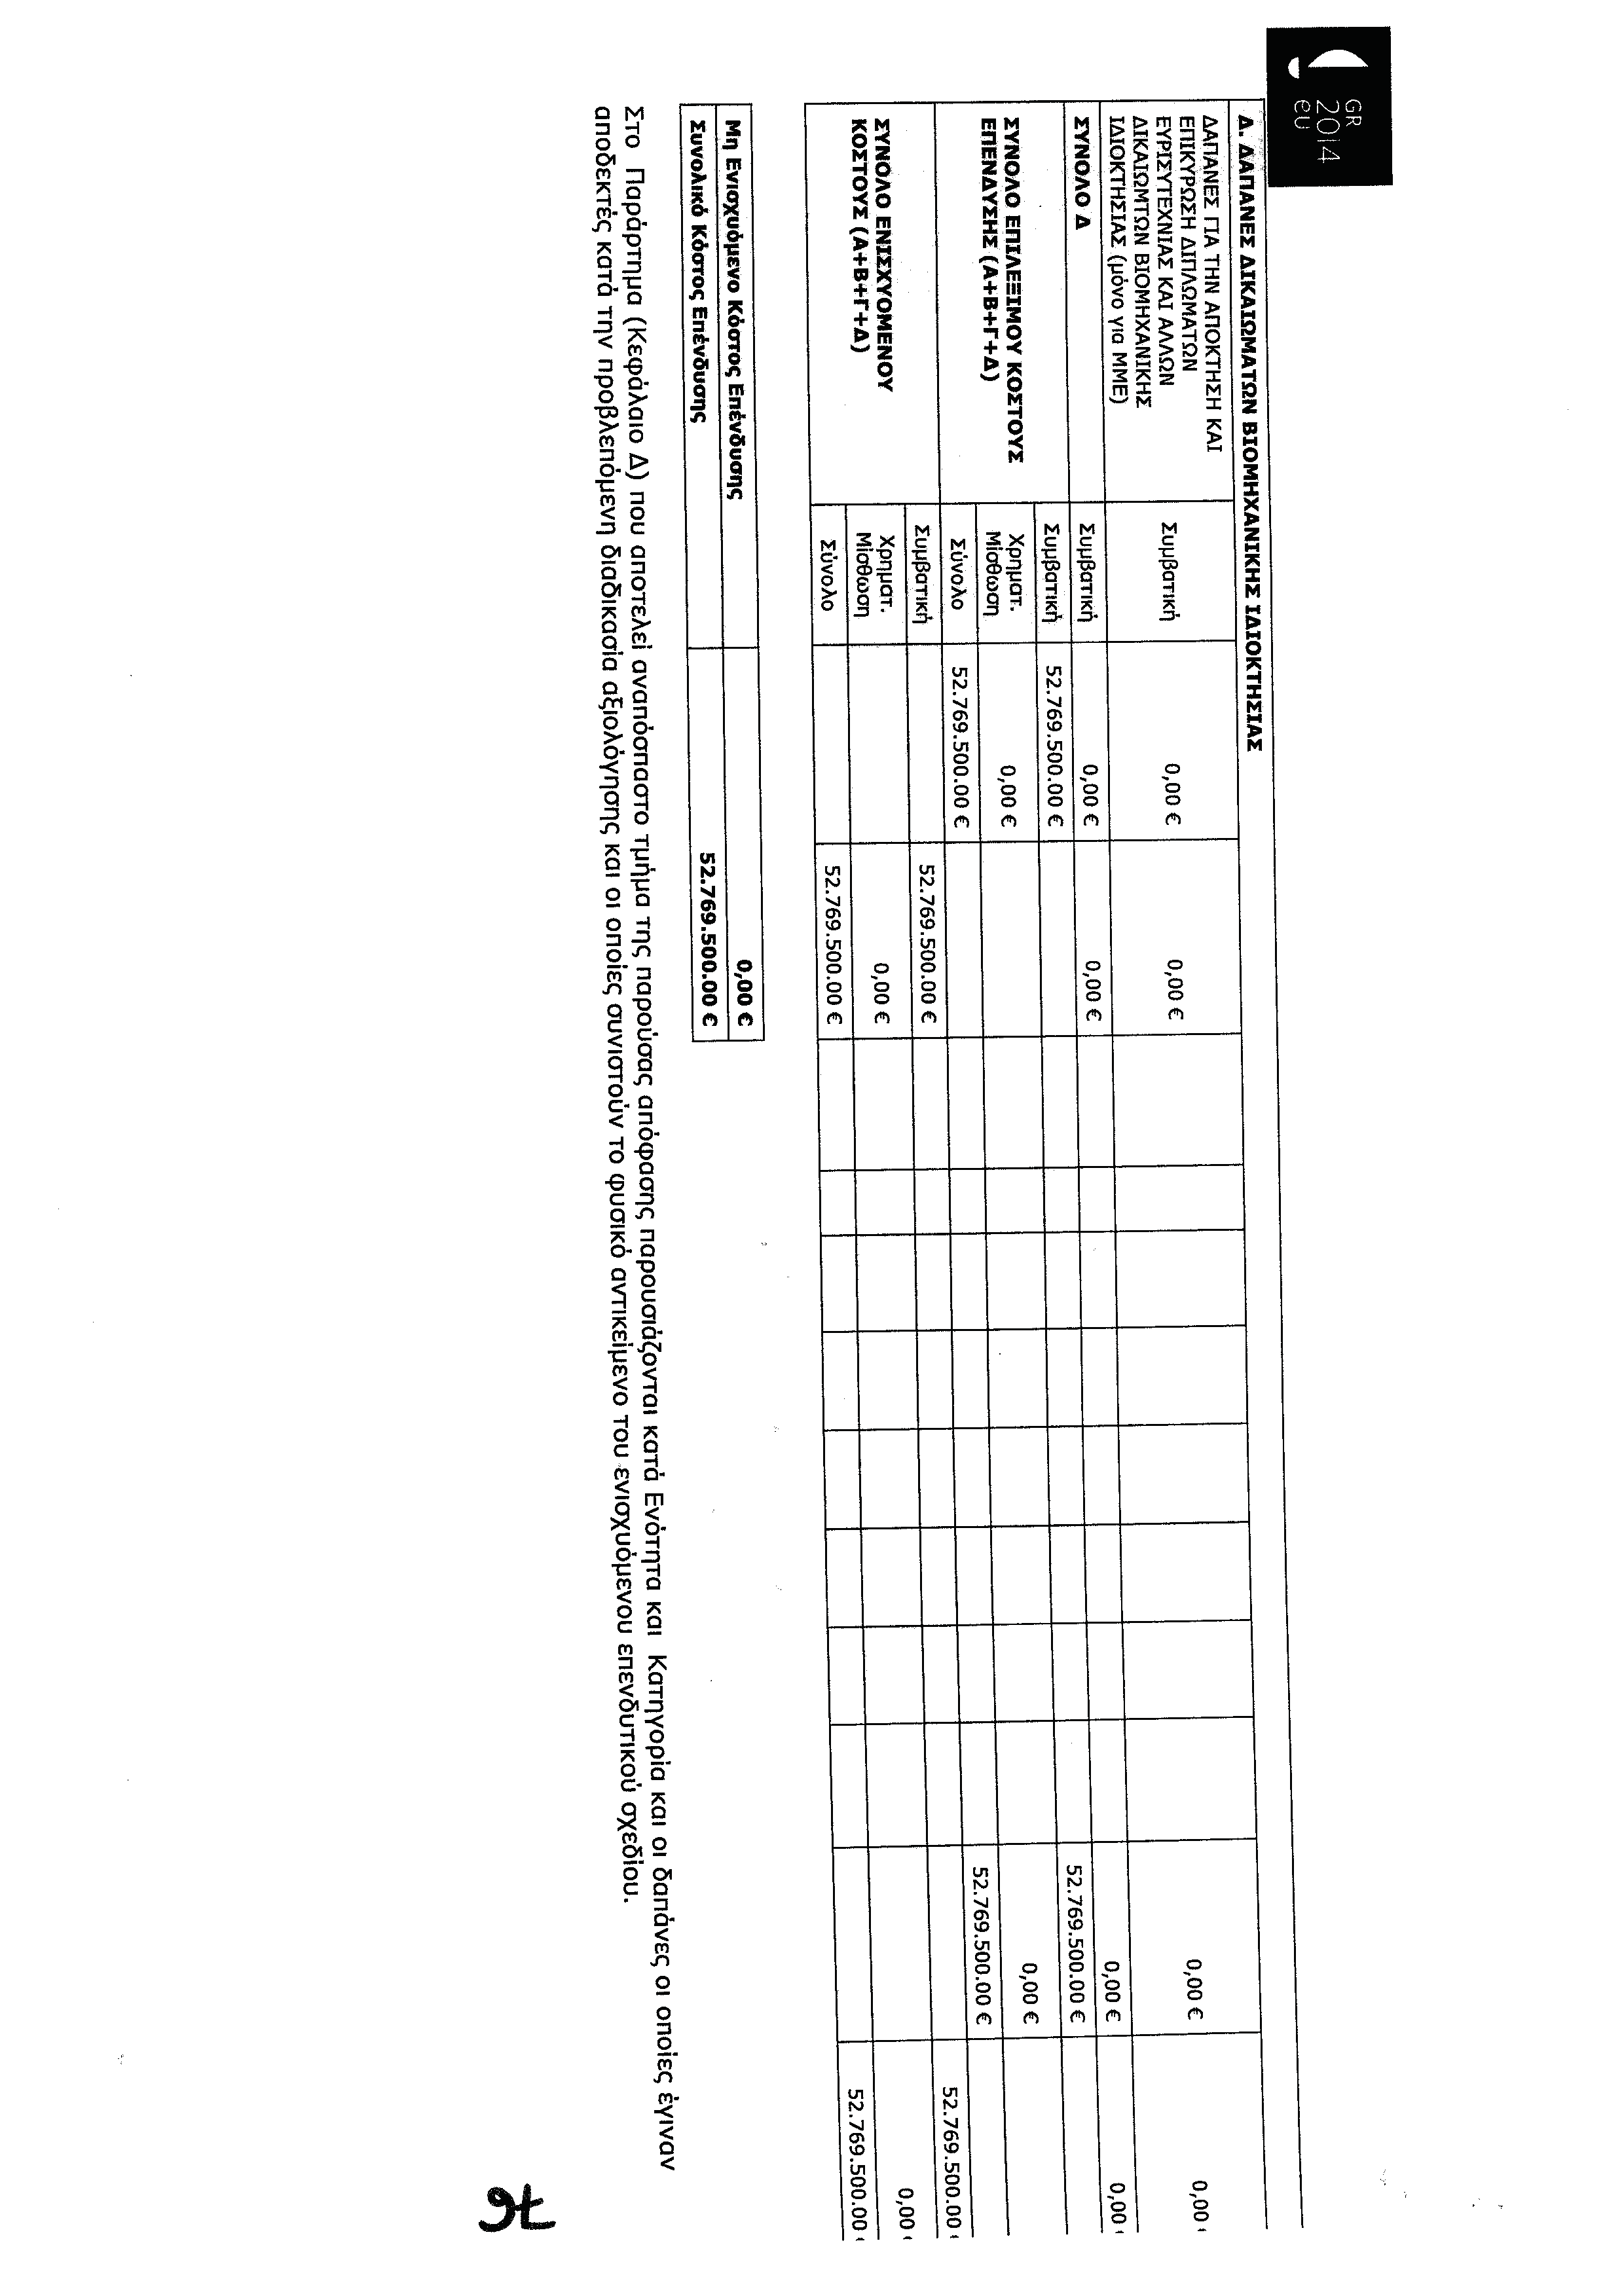 GR
2014
eu
Δ. ΔΑΠΑΝΕΣ ΔΙΚΑΙΩΜΑΤΩΝ ΒΙΟΜΗΧΑΝΙΚΗΣ ΙΔΙΟΚΤΗΣΙΑΣ
ΔΑΠΑΝΕΣ ΓΙΑ ΤΗΝ ΑΠΟΚΤΗΣΗ ΚΑΙ
ΕΠΙΚΥΡΩΣΗ ΔΙΠΛΩΜΑΤΩΝ
ΕΥΡΙΣΥΤΕΧΝΙΑΣ ΚΑΙ ΑΛΛΩΝ
ΔΙΚΑΙΩΜΤΩΝ ΒΙΟΜΗΧΑΝΙΚΗΣ
ΙΔΙΟΚΤΗΣΙΑΣ (μόνο για ΜΜΕ) Συμβατική 0,00 € 0,00 € 0,00 € 0,00
ΣΥΝΟΛΟ Δ Συμβατική 0,00 € 0,00 € 0,00 € 0,00
ΣΥΝΟΛΟ ΕΠΙΛΕΞΙΜΟΥ ΚΟΣΤΟΥΣ
ΕΠΕΝΔΥΣΗΣ (Α+Β+Γ+Δ)
Συμβατική 52.769.500.00 € 52.769.500.00 €
Χρηματ.
Μίσθωση 0,00 € 0,00 €
Σύνολο 52.769.500.00 € 52.769.500.00 €
ΣΥΝΟΛΟ ΕΝΙΣΧΥΟΜΕΝΟΥ
ΚΟΣΤΟΥΣ (Α+Β+Γ+Δ)
Συμβατική 52.769.500.00 € 52.769.500.00
Χρηματ.
Μίσθωση 0,00 € 0,00
Σύνολο 52.769.500.00 € 52.769.500.00
Μη Ενισχυόμενο Κόστος Επένδυσης 0,00 €
Συνολικό Κόστος Επένδυσης 52.769.500.00 €
Στο Παράρτημα (Κεφάλαιο Δ) που αποτελεί αναπόσπαστο τμήμα της παρούσας απόφασης παρουσιάζονται κατά Ενότητα και Κατηγορία και οι δαπάνες οι οποίες έγιναν
αποδεκτές κατά την προβλεπόμενη διαδικασία αξιολόγησης και οι οποίες συνιστούν το φυσικό αντικείμενο του ενισχυόμενου επενδυτικού σχεδίου.